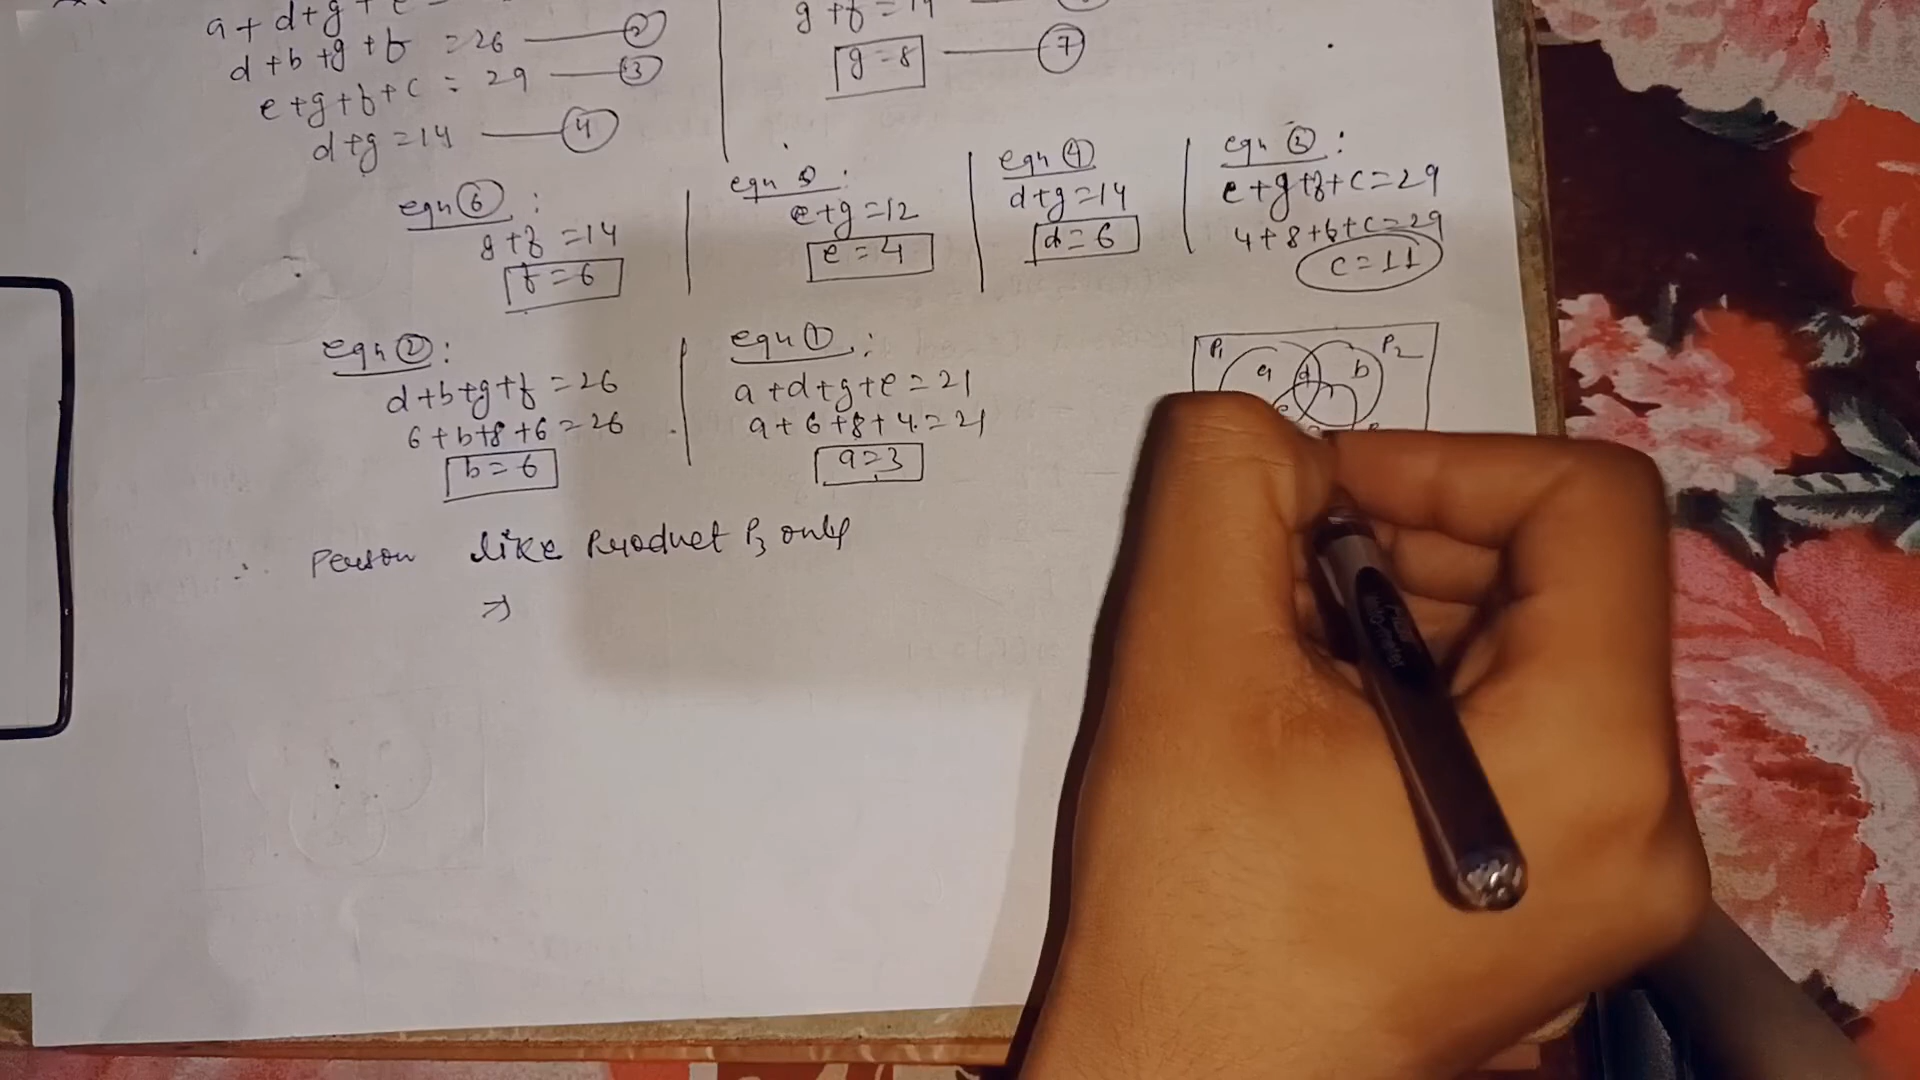 a + d + g + e =
d + b + g + f = 26 — 2
e + g + f + c = 29 — 3
d + g = 14 — 4
g + f = 14
g = 8 — 7
eqn 6 :
g + f = 14
f = 6
eqn 5 :
e + g = 12
e = 4
eqn 4
d + g = 14
d = 6
eqn 3 :
e + g + f + c = 29
4 + 8 + 6 + c = 29
c = 11
eqn 2 :
d + b + g + f = 26
6 + b + 8 + 6 = 26
b = 6
eqn 1 :
a + d + g + e = 21
a + 6 + 8 + 4 = 21
a = 3
P1 P2
a d b
e
∴ Person like Product P3 only
⇒